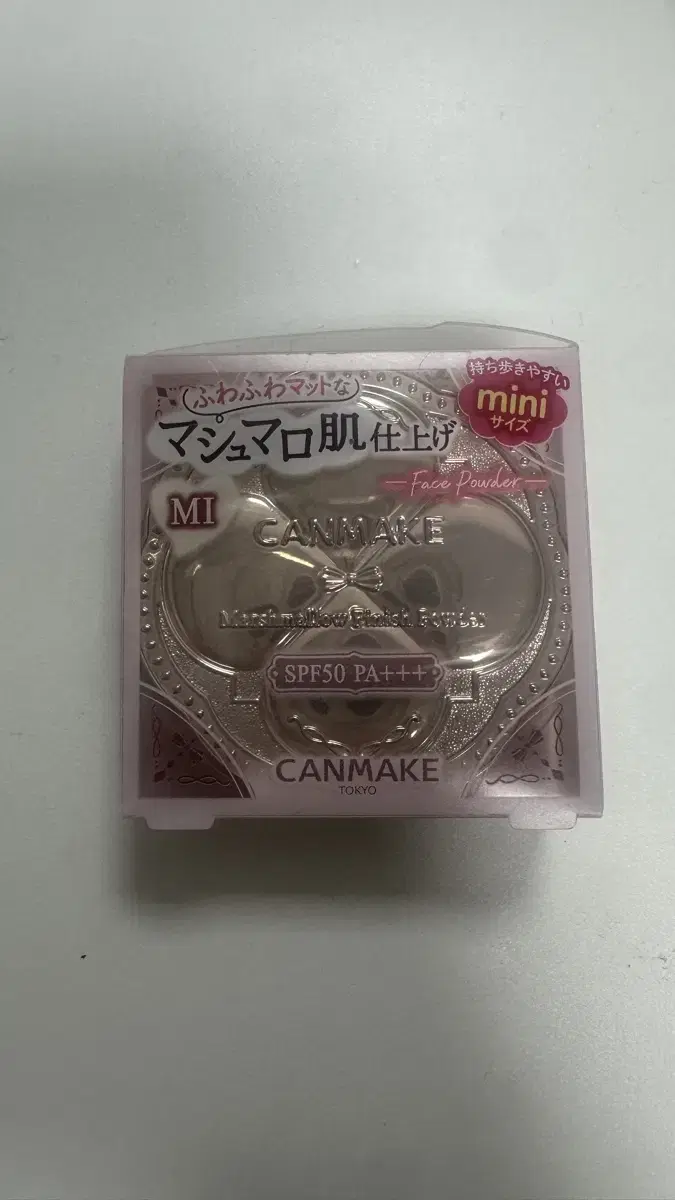 ふわふわマットな
マシュマロ肌仕上げ
持ち歩きやすい
mini
サイズ
Face Powder
MI
CANMAKE
Marshmallow Finish Powder
SPF50 PA+++
CANMAKE
TOKYO